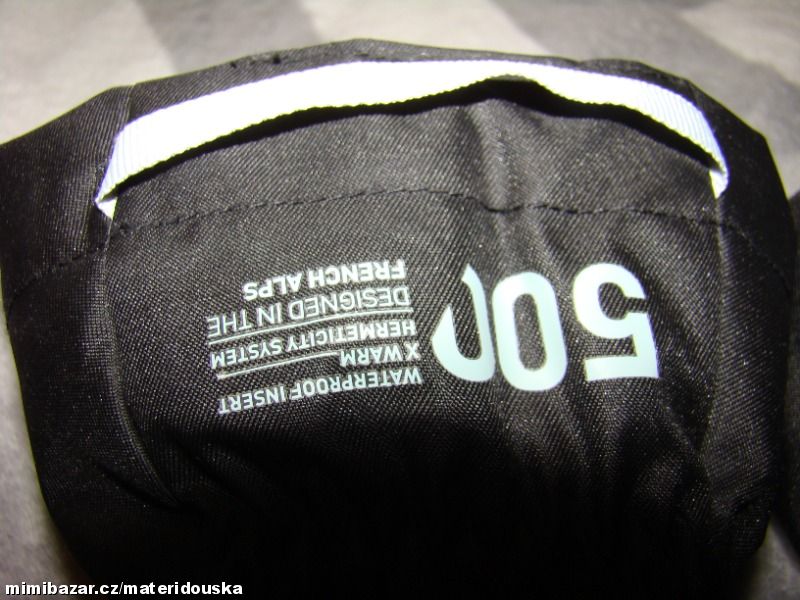 500
WATERPROOF INSERT
X WARM
HERMETICITY SYSTEM
DESIGNED IN THE
FRENCH ALPS
mimibazar.cz/materidouska